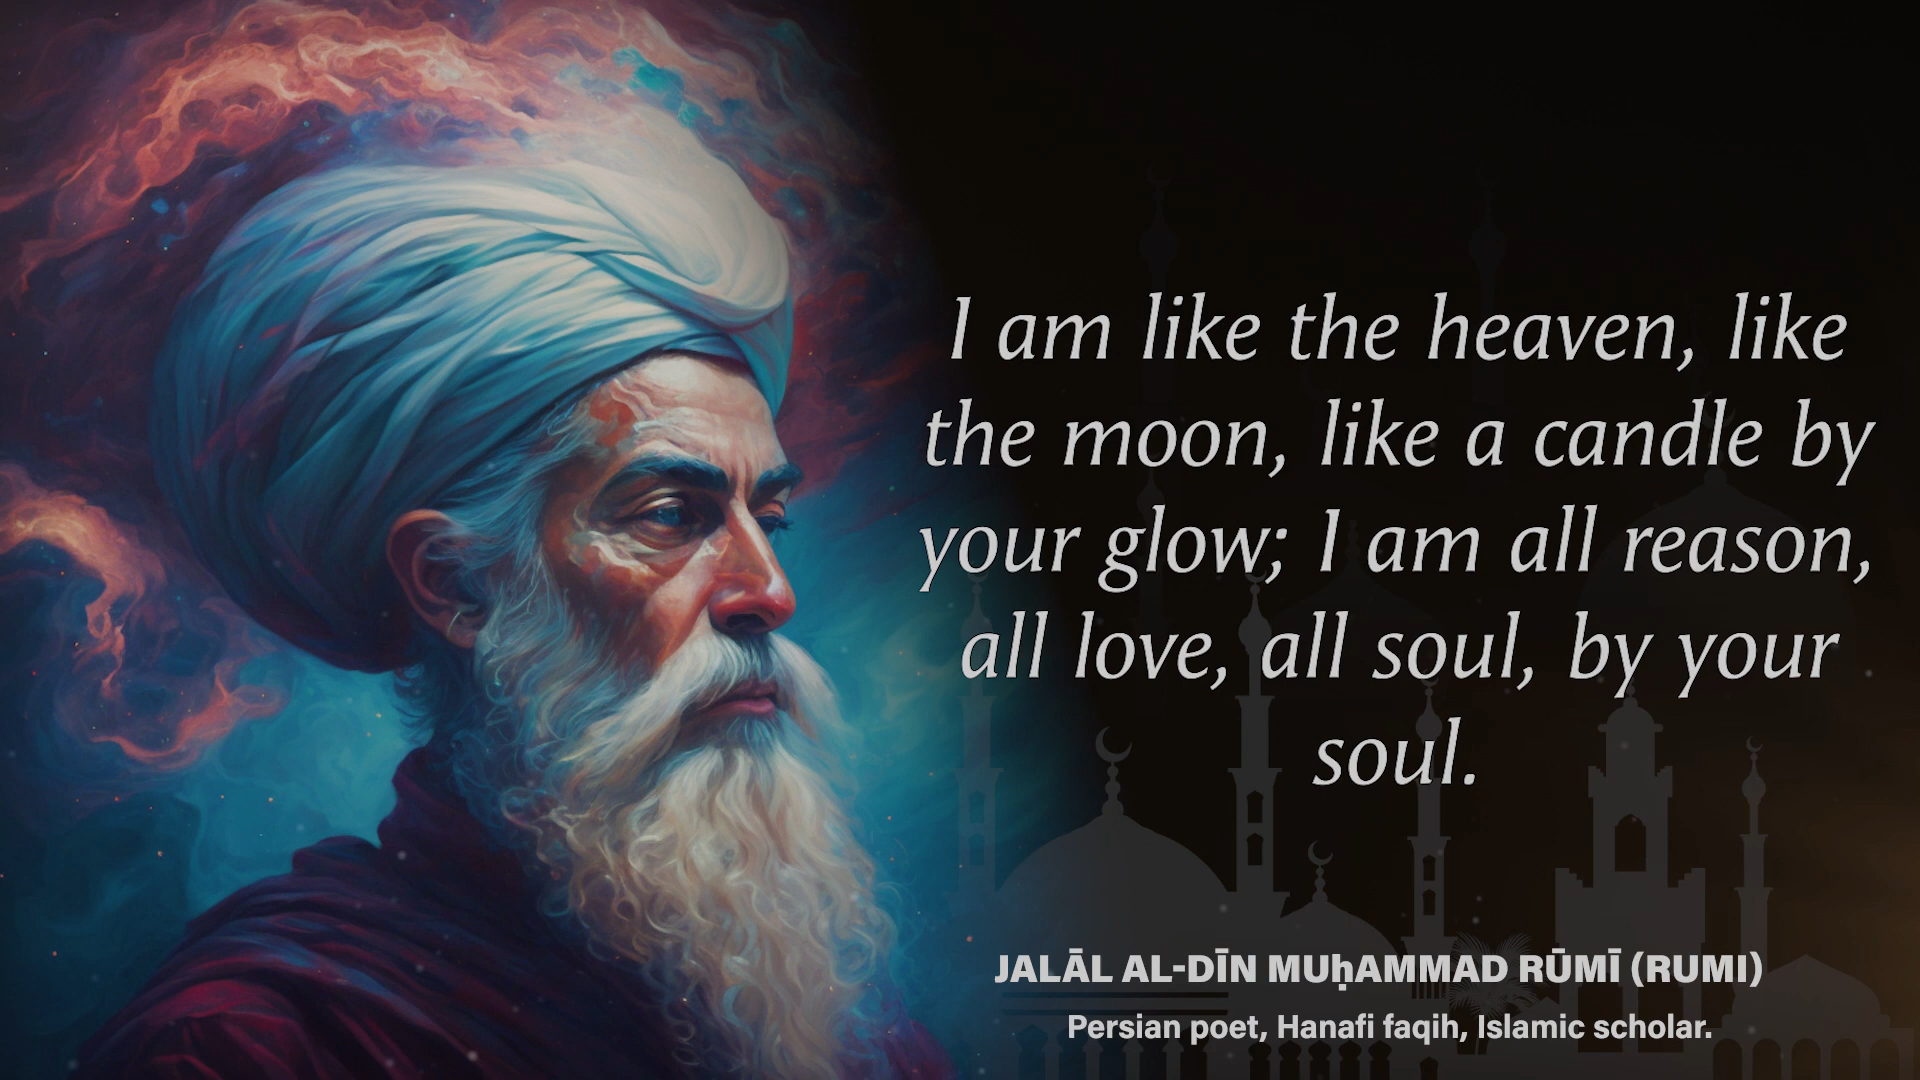 I am like the heaven, like
the moon, like a candle by
your glow; I am all reason,
all love, all soul, by your
soul.
JALĀL AL-DĪN MUḥAMMAD RŪMĪ (RUMI)
Persian poet, Hanafi faqih, Islamic scholar.